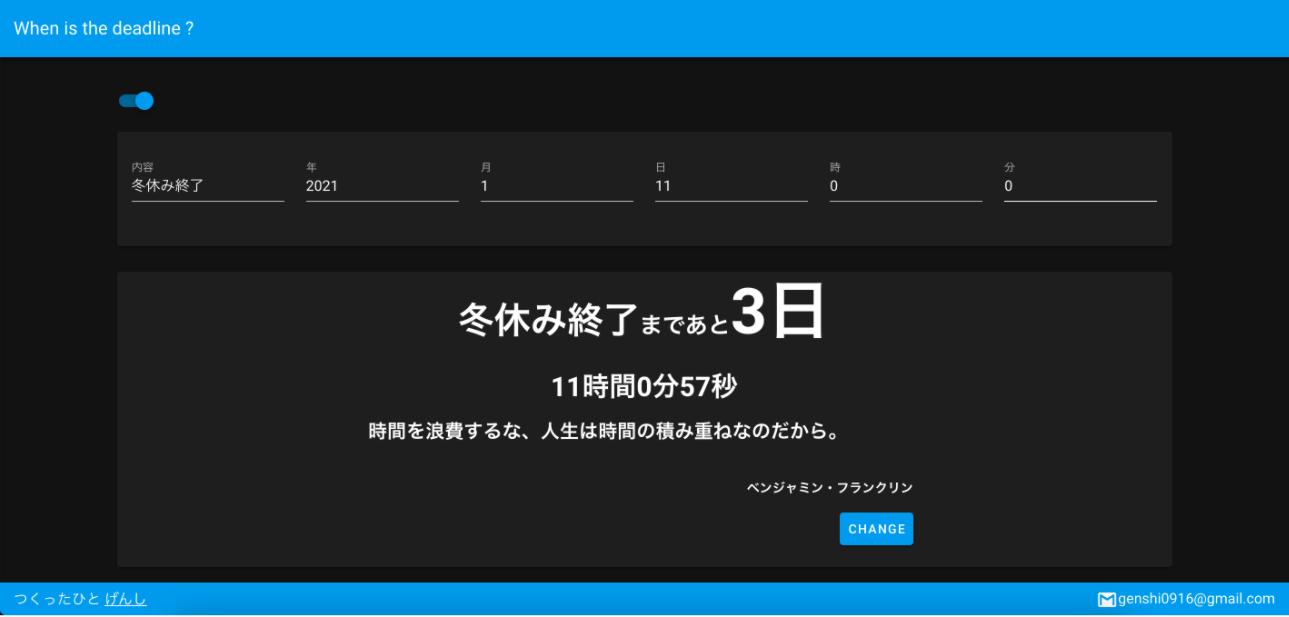 When is the deadline ?
内容 年 月 日 時 分
冬休み終了 2021 1 11 0 0
冬休み終了まであと3日
11時間0分57秒
時間を浪費するな、人生は時間の積み重ねなのだから。
ベンジャミン・フランクリン
CHANGE
つくったひと げんし genshi0916@gmail.com